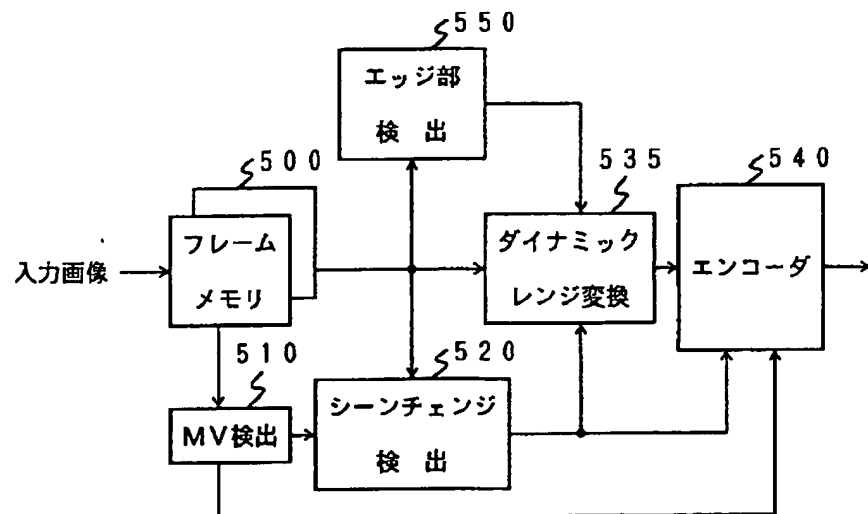 550
エッジ部
検 出
500
フレーム
メモリ
入力画像
535
ダイナミック
レンジ変換
540
エンコーダ
510
MV検出
520
シーンチェンジ
検 出